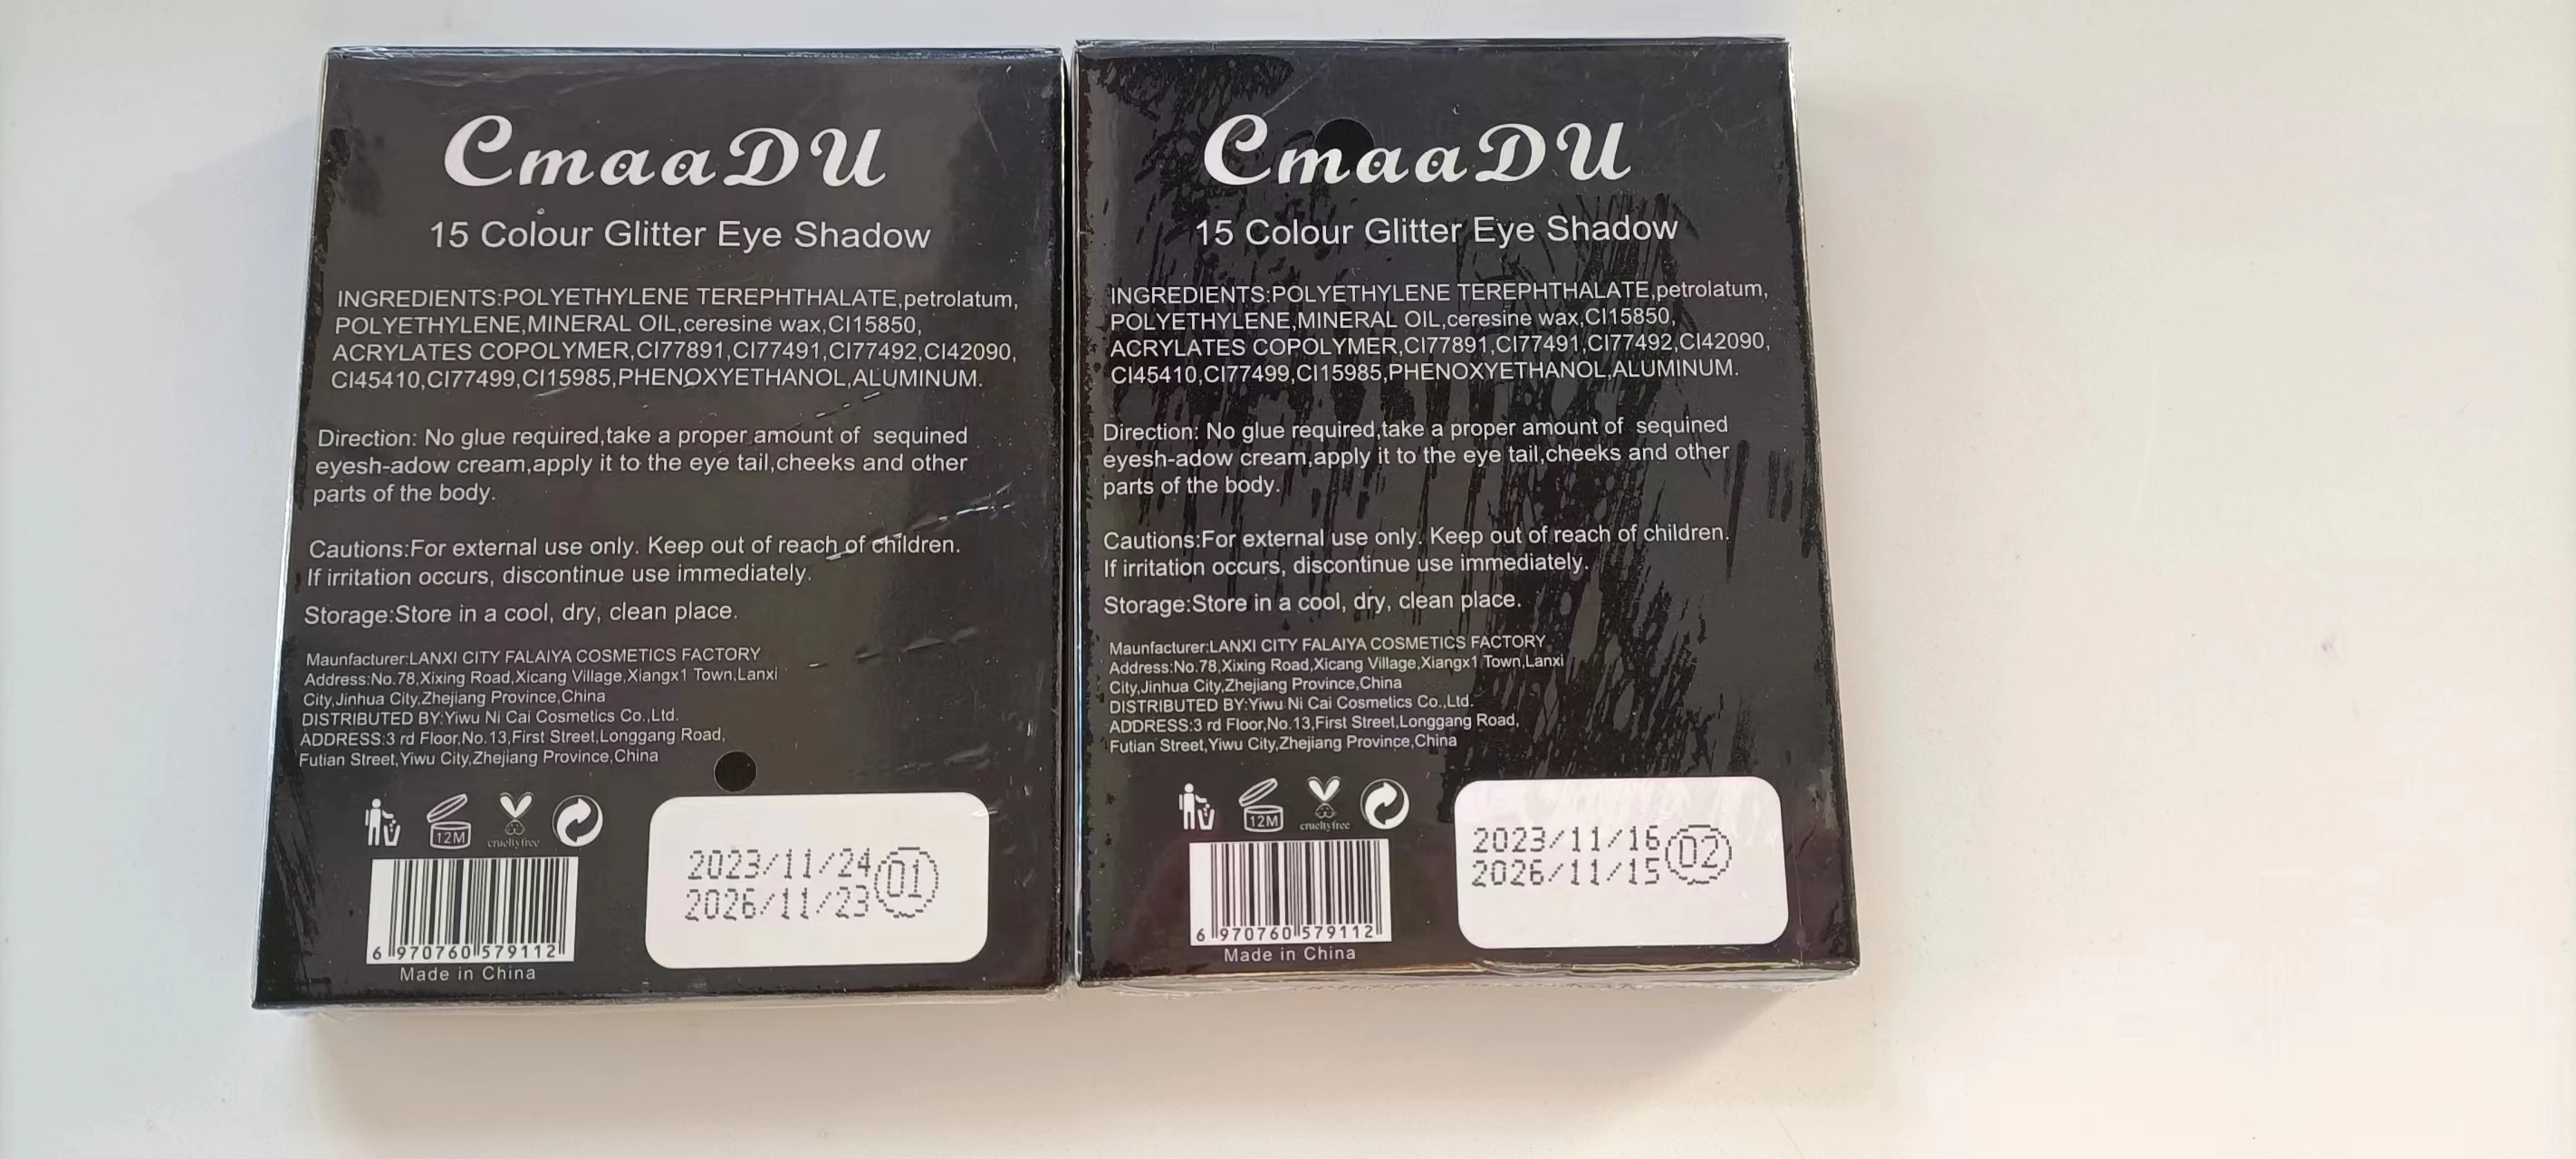 CmaaDU
15 Colour Glitter Eye Shadow
INGREDIENTS:POLYETHYLENE TEREPHTHALATE,petrolatum,
POLYETHYLENE,MINERAL OIL,ceresine wax,CI15850,
ACRYLATES COPOLYMER,CI77891,CI77491,CI77492,CI42090,
CI45410,CI77499,CI15985,PHENOXYETHANOL,ALUMINUM.
Direction: No glue required,take a proper amount of sequined
eyesh-adow cream,apply it to the eye tail,cheeks and other
parts of the body.
Cautions:For external use only. Keep out of reach of children.
If irritation occurs, discontinue use immediately.
Storage:Store in a cool, dry, clean place.
Maunfacturer:LANXI CITY FALAIYA COSMETICS FACTORY
Address:No.78,Xixing Road,Xicang Village,Xiangx1 Town,Lanxi
City,Jinhua City,Zhejiang Province,China
DISTRIBUTED BY:Yiwu Ni Cai Cosmetics Co.,Ltd.
ADDRESS:3 rd Floor,No.13,First Street,Longgang Road,
Futian Street,Yiwu City,Zhejiang Province,China
12M
cruelty free
2023/11/24
2026/11/23
01
6 970760 579112
Made in China
CmaaDU
15 Colour Glitter Eye Shadow
INGREDIENTS:POLYETHYLENE TEREPHTHALATE,petrolatum,
POLYETHYLENE,MINERAL OIL,ceresine wax,CI15850,
ACRYLATES COPOLYMER,CI77891,CI77491,CI77492,CI42090,
CI45410,CI77499,CI15985,PHENOXYETHANOL,ALUMINUM.
Direction: No glue required,take a proper amount of sequined
eyesh-adow cream,apply it to the eye tail,cheeks and other
parts of the body.
Cautions:For external use only. Keep out of reach of children.
If irritation occurs, discontinue use immediately.
Storage:Store in a cool, dry, clean place.
Maunfacturer:LANXI CITY FALAIYA COSMETICS FACTORY
Address:No.78,Xixing Road,Xicang Village,Xiangx1 Town,Lanxi
City,Jinhua City,Zhejiang Province,China
DISTRIBUTED BY:Yiwu Ni Cai Cosmetics Co.,Ltd.
ADDRESS:3 rd Floor,No.13,First Street,Longgang Road,
Futian Street,Yiwu City,Zhejiang Province,China
12M
cruelty free
2023/11/16
2026/11/15
02
6 970760 579112
Made in China